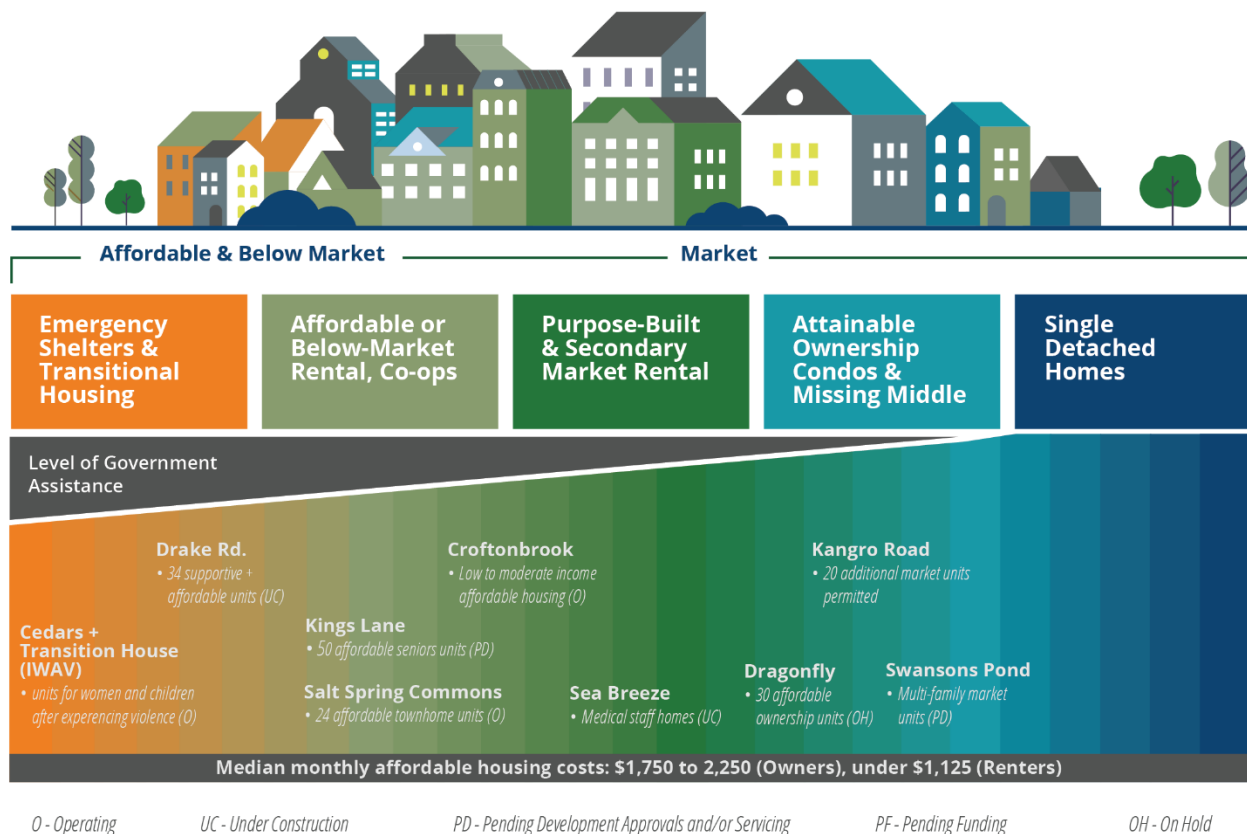 Affordable & Below Market
Market
Emergency
Shelters &
Transitional
Housing
Affordable or
Below-Market
Rental, Co-ops
Purpose-Built
& Secondary
Market Rental
Attainable
Ownership
Condos &
Missing Middle
Single
Detached
Homes
Level of Government
Assistance
Drake Rd.
• 34 supportive +
affordable units (UC)
Croftonbrook
• Low to moderate income
affordable housing (O)
Kangro Road
• 20 additional market units
permitted
Cedars +
Transition House
(IWAV)
• units for women and children
after experencing violence (O)
Kings Lane
• 50 affordable seniors units (PD)
Salt Spring Commons
• 24 affordable townhome units (O)
Sea Breeze
• Medical staff homes (UC)
Dragonfly
• 30 affordable
ownership units (OH)
Swansons Pond
• Multi-family market
units (PD)
Median monthly affordable housing costs: $1,750 to 2,250 (Owners), under $1,125 (Renters)
O - Operating
UC - Under Construction
PD - Pending Development Approvals and/or Servicing
PF - Pending Funding
OH - On Hold